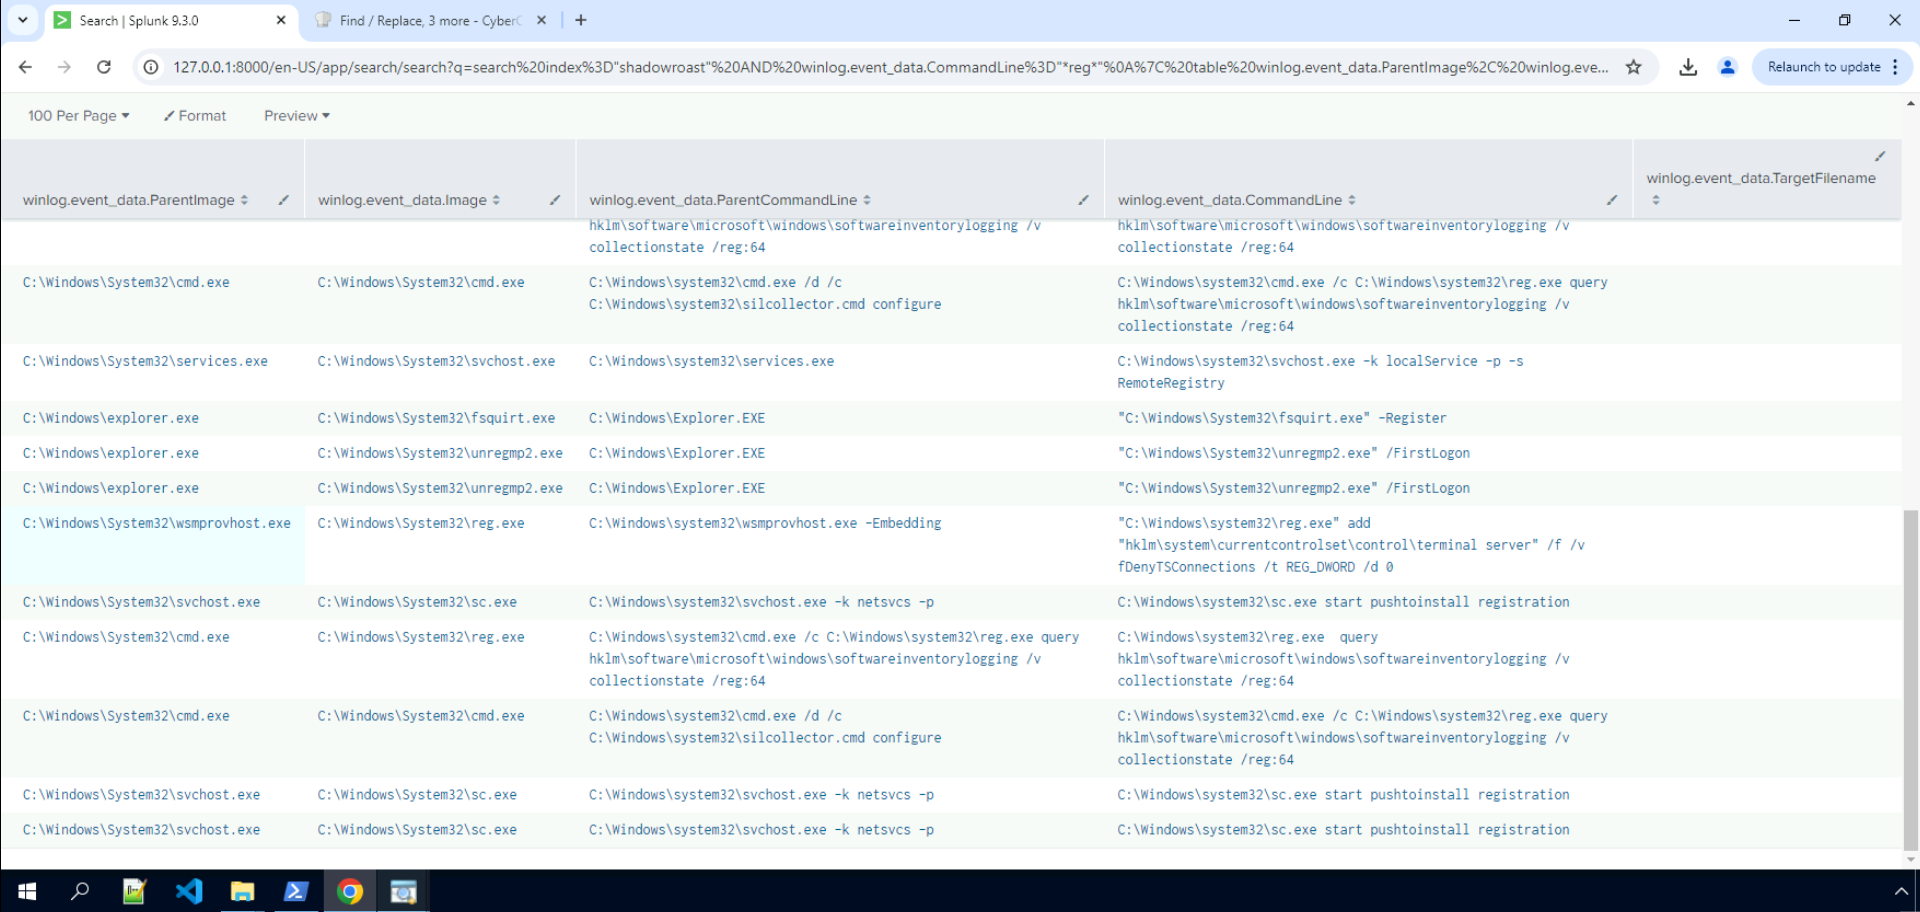 Search | Splunk 9.3.0
Find / Replace, 3 more - CyberC
127.0.0.1:8000/en-US/app/search/search?q=search%20index%3D"shadowroast"%20AND%20winlog.event_data.CommandLine%3D"*reg*"%0A%7C%20table%20winlog.event_data.ParentImage%2C%20winlog.eve...
Relaunch to update
100 Per Page
Format
Preview
winlog.event_data.ParentImage
winlog.event_data.Image
winlog.event_data.ParentCommandLine
winlog.event_data.CommandLine
winlog.event_data.TargetFilename
hklm\software\microsoft\windows\softwareinventorylogging /v
collectionstate /reg:64
hklm\software\microsoft\windows\softwareinventorylogging /v
collectionstate /reg:64
C:\Windows\System32\cmd.exe
C:\Windows\System32\cmd.exe
C:\Windows\system32\cmd.exe /d /c
C:\Windows\system32\silcollector.cmd configure
C:\Windows\system32\cmd.exe /c C:\Windows\system32\reg.exe query
hklm\software\microsoft\windows\softwareinventorylogging /v
collectionstate /reg:64
C:\Windows\System32\services.exe
C:\Windows\System32\svchost.exe
C:\Windows\system32\services.exe
C:\Windows\system32\svchost.exe -k localService -p -s
RemoteRegistry
C:\Windows\explorer.exe
C:\Windows\System32\fsquirt.exe
C:\Windows\Explorer.EXE
"C:\Windows\System32\fsquirt.exe" -Register
C:\Windows\explorer.exe
C:\Windows\System32\unregmp2.exe
C:\Windows\Explorer.EXE
"C:\Windows\System32\unregmp2.exe" /FirstLogon
C:\Windows\explorer.exe
C:\Windows\System32\unregmp2.exe
C:\Windows\Explorer.EXE
"C:\Windows\System32\unregmp2.exe" /FirstLogon
C:\Windows\System32\wsmprovhost.exe
C:\Windows\System32\reg.exe
C:\Windows\system32\wsmprovhost.exe -Embedding
"C:\Windows\system32\reg.exe" add
"hklm\system\currentcontrolset\control\terminal server" /f /v
fDenyTSConnections /t REG_DWORD /d 0
C:\Windows\System32\svchost.exe
C:\Windows\System32\sc.exe
C:\Windows\system32\svchost.exe -k netsvcs -p
C:\Windows\system32\sc.exe start pushtoinstall registration
C:\Windows\System32\cmd.exe
C:\Windows\System32\reg.exe
C:\Windows\system32\cmd.exe /c C:\Windows\system32\reg.exe query
hklm\software\microsoft\windows\softwareinventorylogging /v
collectionstate /reg:64
C:\Windows\system32\reg.exe  query
hklm\software\microsoft\windows\softwareinventorylogging /v
collectionstate /reg:64
C:\Windows\System32\cmd.exe
C:\Windows\System32\cmd.exe
C:\Windows\system32\cmd.exe /d /c
C:\Windows\system32\silcollector.cmd configure
C:\Windows\system32\cmd.exe /c C:\Windows\system32\reg.exe query
hklm\software\microsoft\windows\softwareinventorylogging /v
collectionstate /reg:64
C:\Windows\System32\svchost.exe
C:\Windows\System32\sc.exe
C:\Windows\system32\svchost.exe -k netsvcs -p
C:\Windows\system32\sc.exe start pushtoinstall registration
C:\Windows\System32\svchost.exe
C:\Windows\System32\sc.exe
C:\Windows\system32\svchost.exe -k netsvcs -p
C:\Windows\system32\sc.exe start pushtoinstall registration